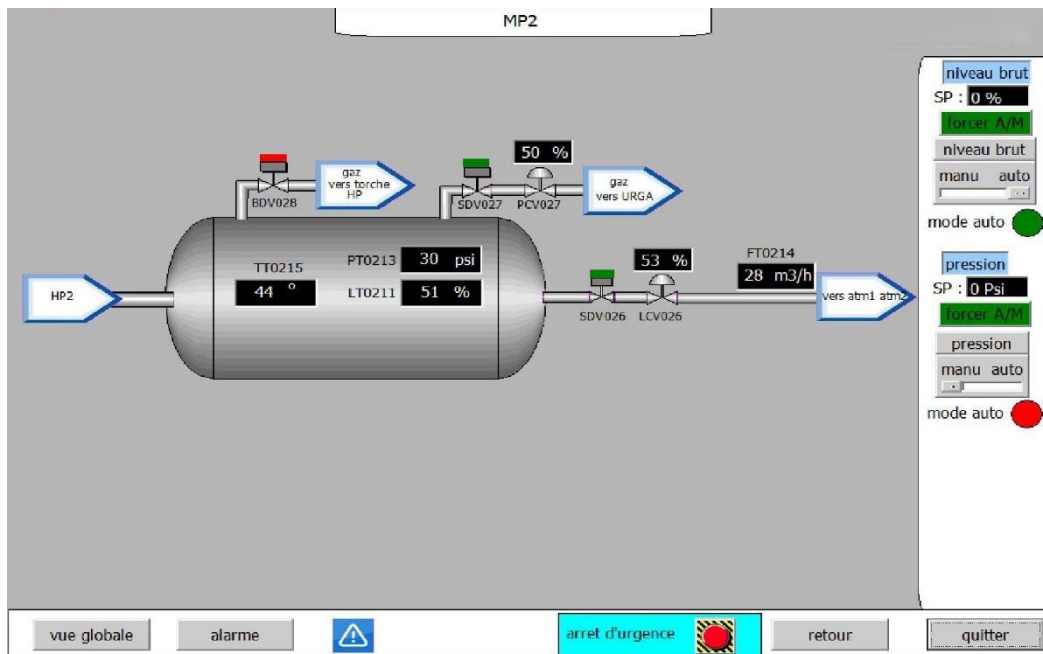 MP2
niveau brut
SP : 0 %
forcer A/M
niveau brut
manu auto
mode auto
pression
SP : 0 Psi
forcer A/M
pression
manu auto
mode auto
gaz
vers torche
HP
BDV028
50 %
SDV027
PCV027
gaz
vers URGA
HP2
TT0215
44 °
PT0213
30 psi
LT0211
51 %
53 %
SDV026
LCV026
FT0214
28 m3/h
vers atm1 atm2
vue globale
alarme
arret d'urgence
retour
quitter